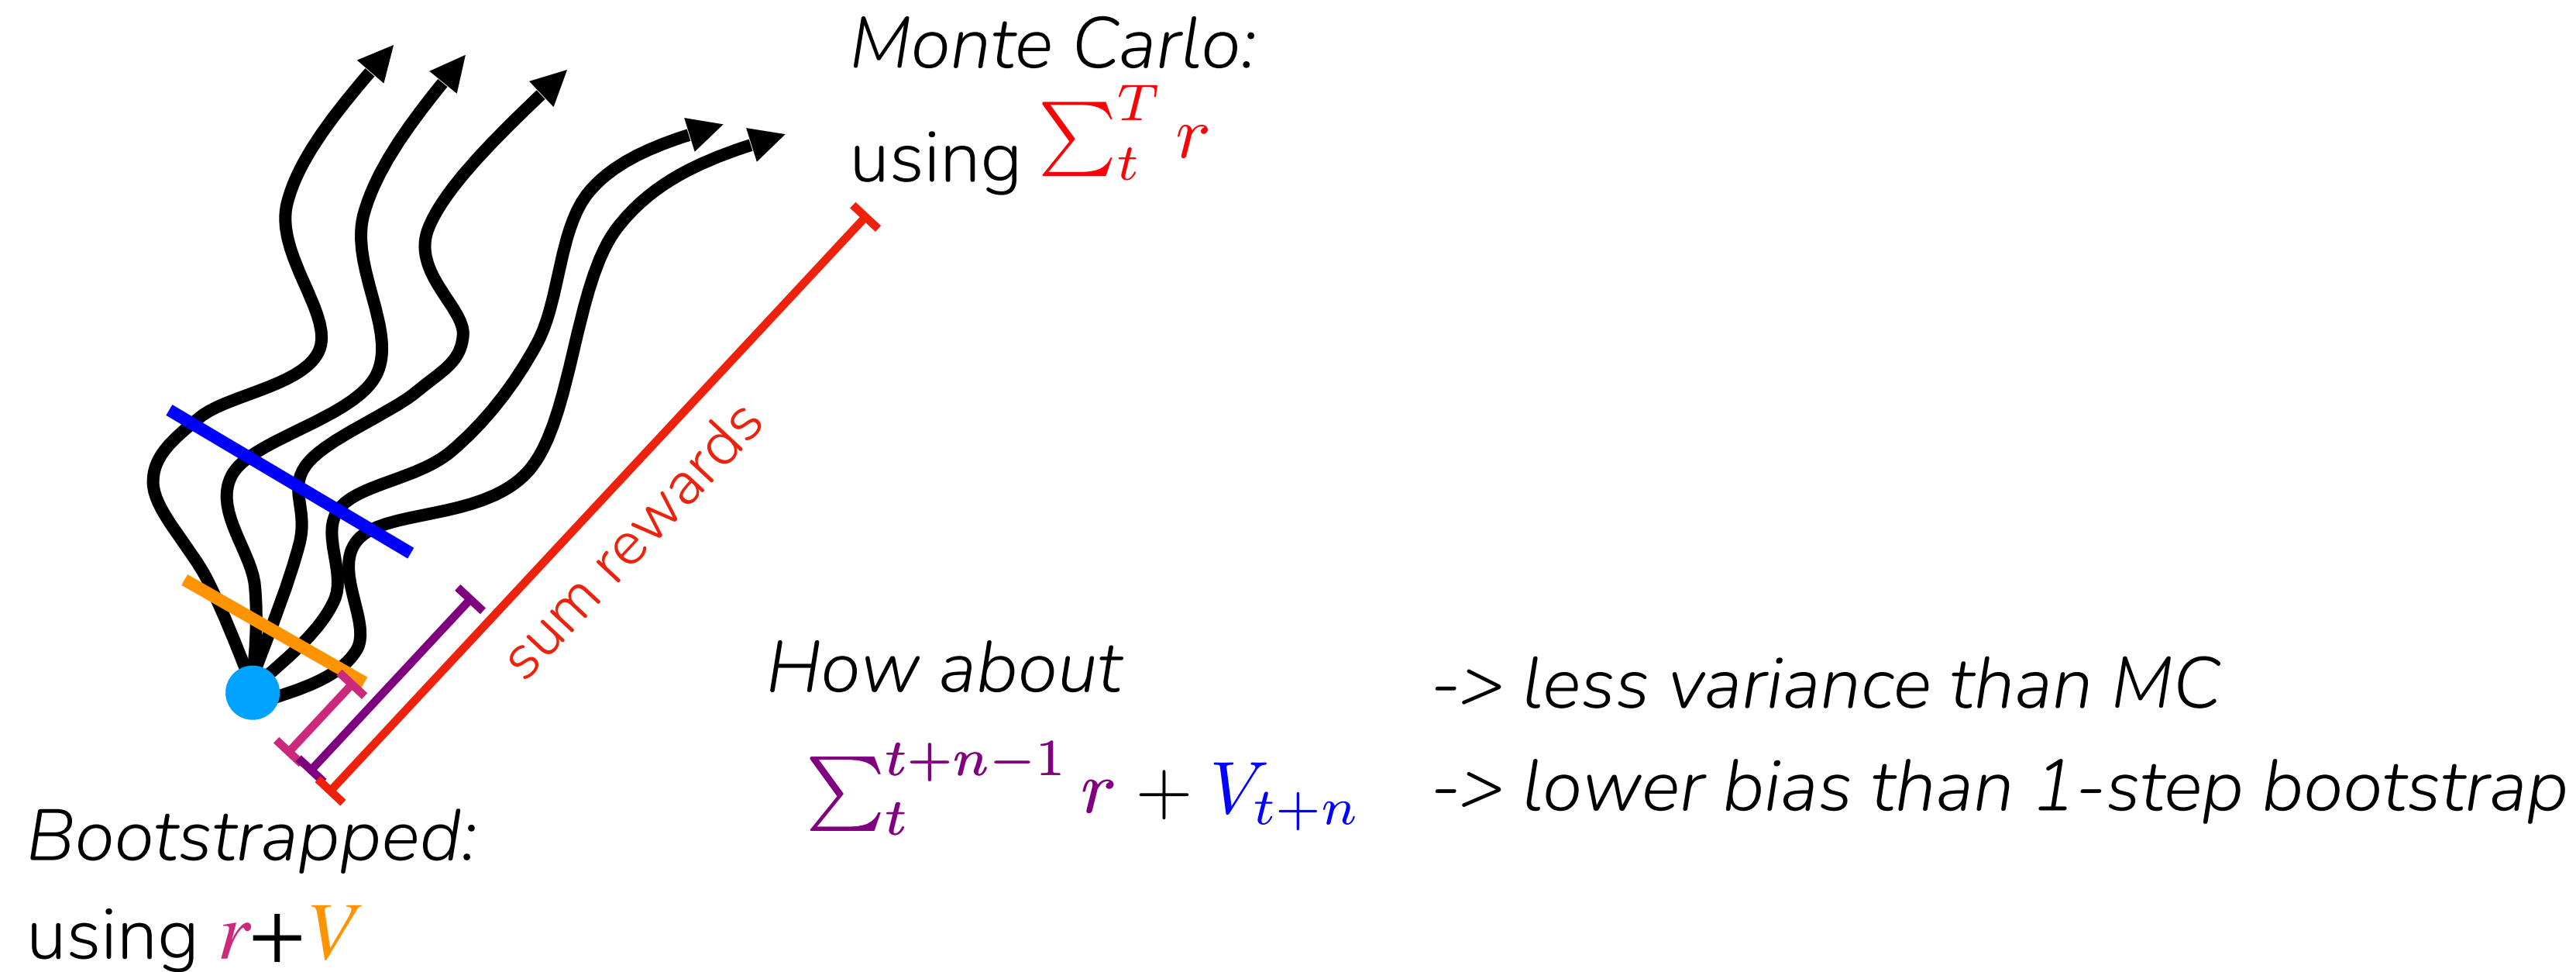 Monte Carlo:
using ∑_t^T r
sum rewards
How about
∑_t^{t+n−1} r + V_{t+n}
-> less variance than MC
-> lower bias than 1-step bootstrap
Bootstrapped:
using r+V